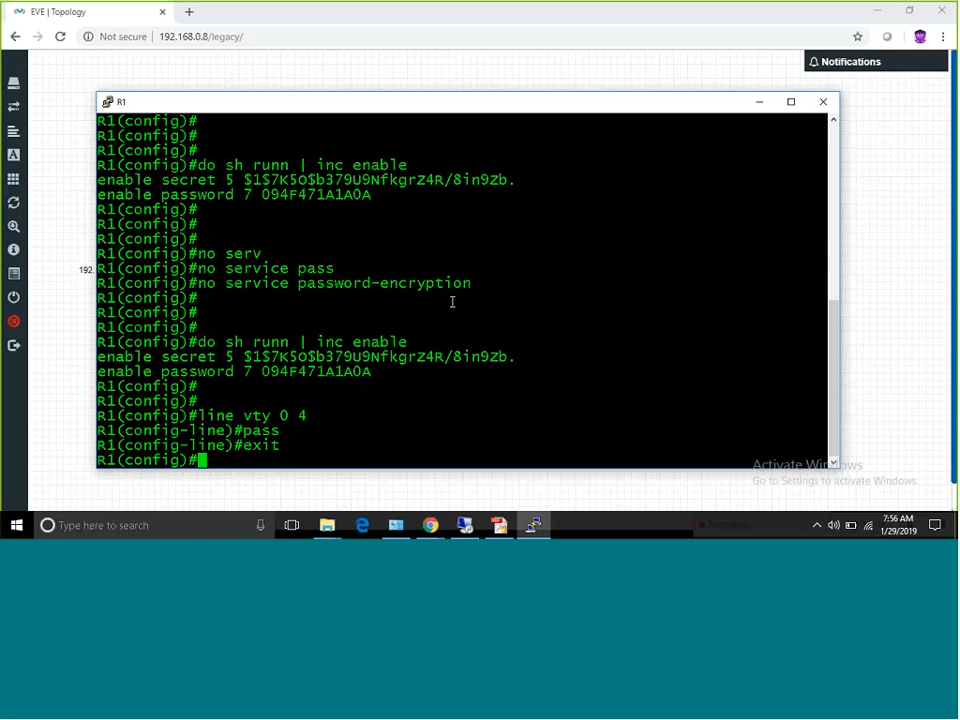 EVE | Topology
Not secure | 192.168.0.8/legacy/
Notifications
R1
R1(config)#
R1(config)#
R1(config)#
R1(config)#do sh runn | inc enable
enable secret 5 $1$7K5O$b379U9Nfkgrz4R/8in9zb.
enable password 7 094F471A1A0A
R1(config)#
R1(config)#
R1(config)#
R1(config)#no serv
R1(config)#no service pass
192.
R1(config)#no service password-encryption
R1(config)#
R1(config)#
R1(config)#
R1(config)#do sh runn | inc enable
enable secret 5 $1$7K5O$b379U9Nfkgrz4R/8in9zb.
enable password 7 094F471A1A0A
R1(config)#
R1(config)#
R1(config)#line vty 0 4
R1(config-line)#pass
R1(config-line)#exit
R1(config)#
Activate Windows
Go to Settings to activate Windows.
Type here to search
7:56 AM
1/29/2019